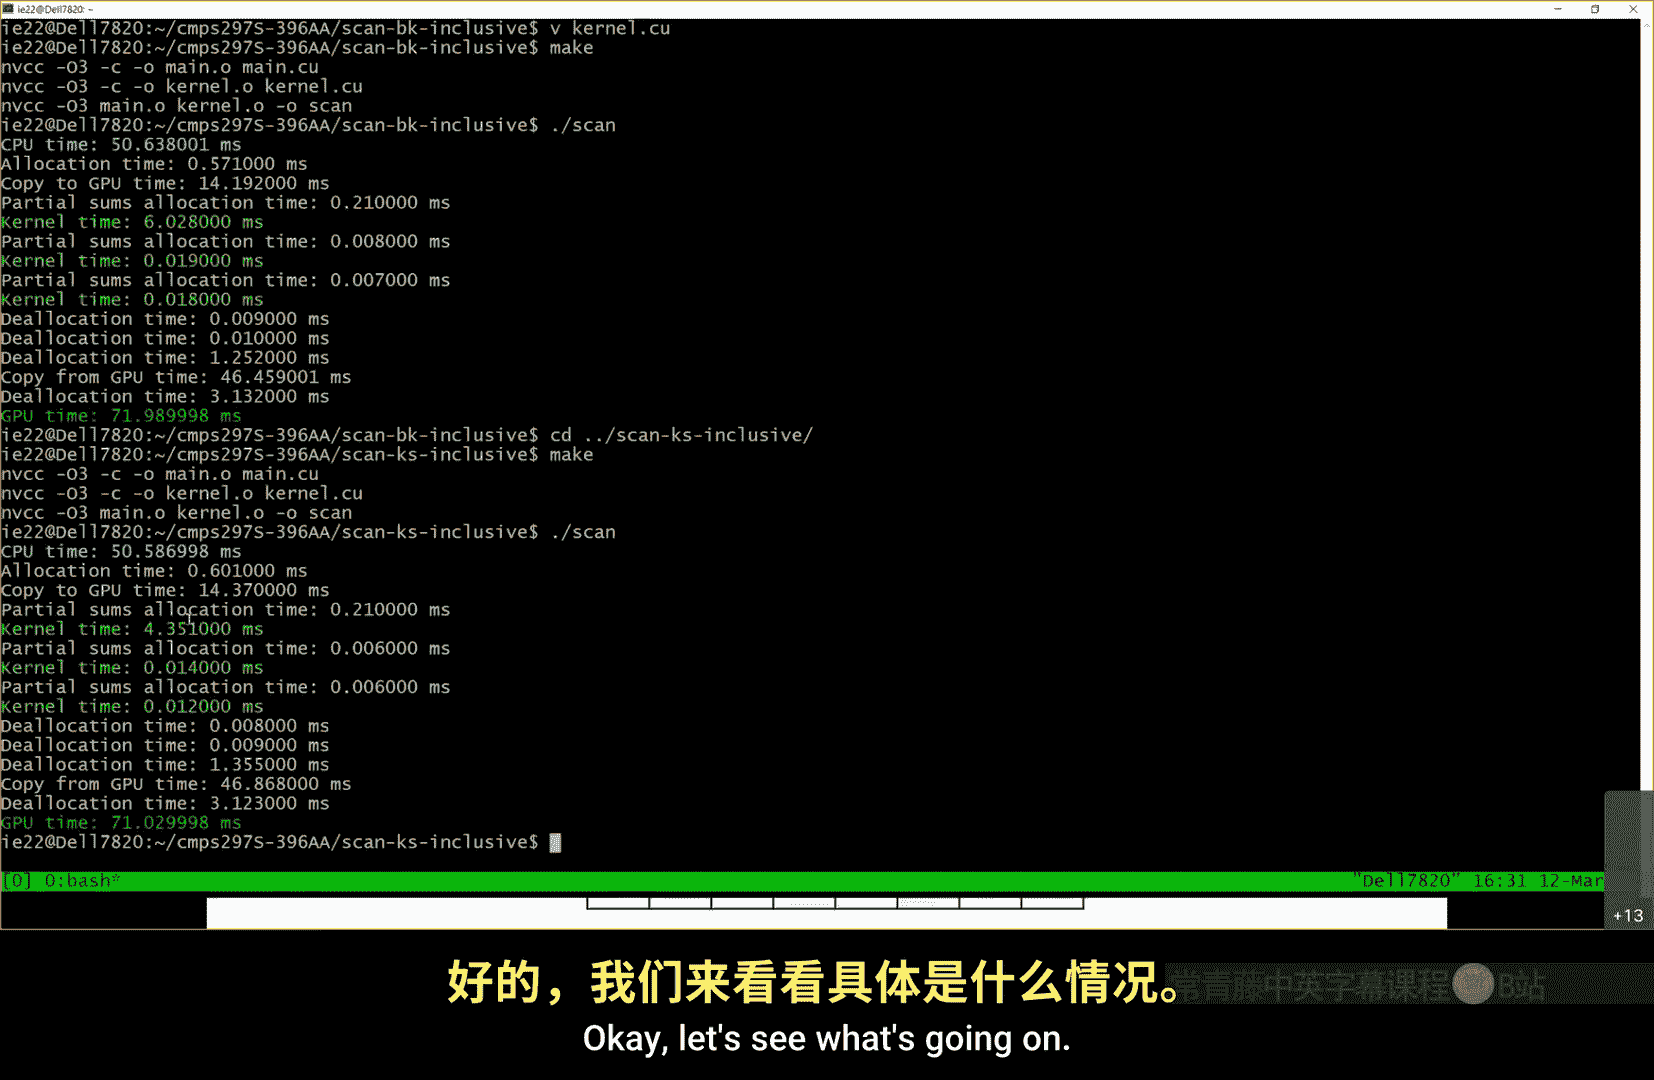 ie22@Dell7820: ~
ie22@Dell7820:~/cmps297S-396AA/scan-bk-inclusive$ v kernel.cu
ie22@Dell7820:~/cmps297S-396AA/scan-bk-inclusive$ make
nvcc -O3 -c -o main.o main.cu
nvcc -O3 -c -o kernel.o kernel.cu
nvcc -O3 main.o kernel.o -o scan
ie22@Dell7820:~/cmps297S-396AA/scan-bk-inclusive$ ./scan
CPU time: 50.638001 ms
Allocation time: 0.571000 ms
Copy to GPU time: 14.192000 ms
Partial sums allocation time: 0.210000 ms
Kernel time: 6.028000 ms
Partial sums allocation time: 0.008000 ms
Kernel time: 0.019000 ms
Partial sums allocation time: 0.007000 ms
Kernel time: 0.018000 ms
Deallocation time: 0.009000 ms
Deallocation time: 0.010000 ms
Deallocation time: 1.252000 ms
Copy from GPU time: 46.459001 ms
Deallocation time: 3.132000 ms
GPU time: 71.989998 ms
ie22@Dell7820:~/cmps297S-396AA/scan-bk-inclusive$ cd ../scan-ks-inclusive/
ie22@Dell7820:~/cmps297S-396AA/scan-ks-inclusive$ make
nvcc -O3 -c -o main.o main.cu
nvcc -O3 -c -o kernel.o kernel.cu
nvcc -O3 main.o kernel.o -o scan
ie22@Dell7820:~/cmps297S-396AA/scan-ks-inclusive$ ./scan
CPU time: 50.586998 ms
Allocation time: 0.601000 ms
Copy to GPU time: 14.370000 ms
Partial sums allocation time: 0.210000 ms
Kernel time: 4.351000 ms
Partial sums allocation time: 0.006000 ms
Kernel time: 0.014000 ms
Partial sums allocation time: 0.006000 ms
Kernel time: 0.012000 ms
Deallocation time: 0.008000 ms
Deallocation time: 0.009000 ms
Deallocation time: 1.355000 ms
Copy from GPU time: 46.868000 ms
Deallocation time: 3.123000 ms
GPU time: 71.029998 ms
ie22@Dell7820:~/cmps297S-396AA/scan-ks-inclusive$
[0] 0:bash* "Dell7820" 16:31 12-Mar
+13
好的，我们来看看具体是什么情况。
常青藤中英字幕课程 B站
Okay, let's see what's going on.